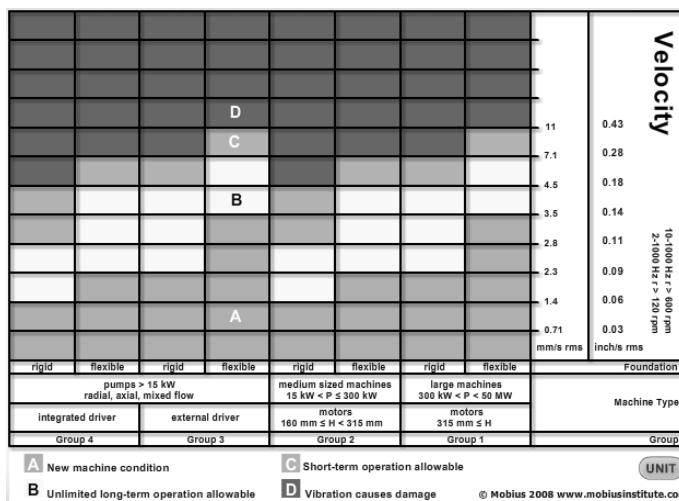 D
C
B
A
Velocity
10-1000 Hz r > 600 rpm
2-1000 Hz r > 120 rpm
11 0.43
7.1 0.28
4.5 0.18
3.5 0.14
2.8 0.11
2.3 0.09
1.4 0.06
0.71 0.03
mm/s rms inch/s rms
rigid flexible rigid flexible rigid flexible rigid flexible Foundation
pumps > 15 kW
radial, axial, mixed flow
medium sized machines
15 kW < P ≤ 300 kW
large machines
300 kW < P < 50 MW
Machine Type
integrated driver external driver
motors
160 mm ≤ H < 315 mm
motors
315 mm ≤ H
Group 4 Group 3 Group 2 Group 1 Group
A New machine condition
C Short-term operation allowable
UNIT
B Unlimited long-term operation allowable
D Vibration causes damage
© Mobius 2008 www.mobiusinstitute.co